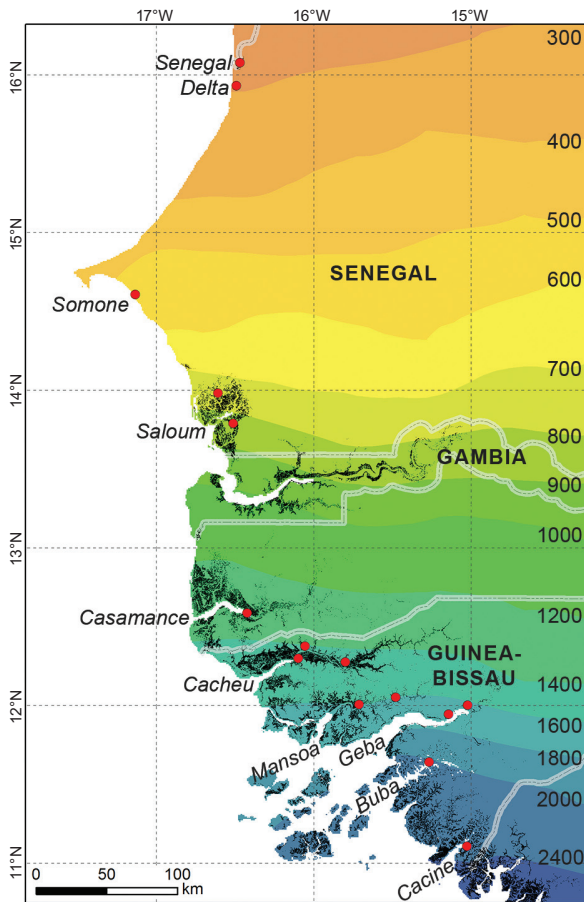 17°W 16°W 15°W
300
Senegal
16°N
Delta
400
500
15°N
SENEGAL
600
Somone
700
14°N
Saloum
800
GAMBIA
900
1000
13°N
Casamance
1200
GUINEA-
BISSAU
Cacheu
1400
12°N
1600
Mansoa
Geba
1800
Buba
2000
11°N
2400
Cacine
0 50 100
km